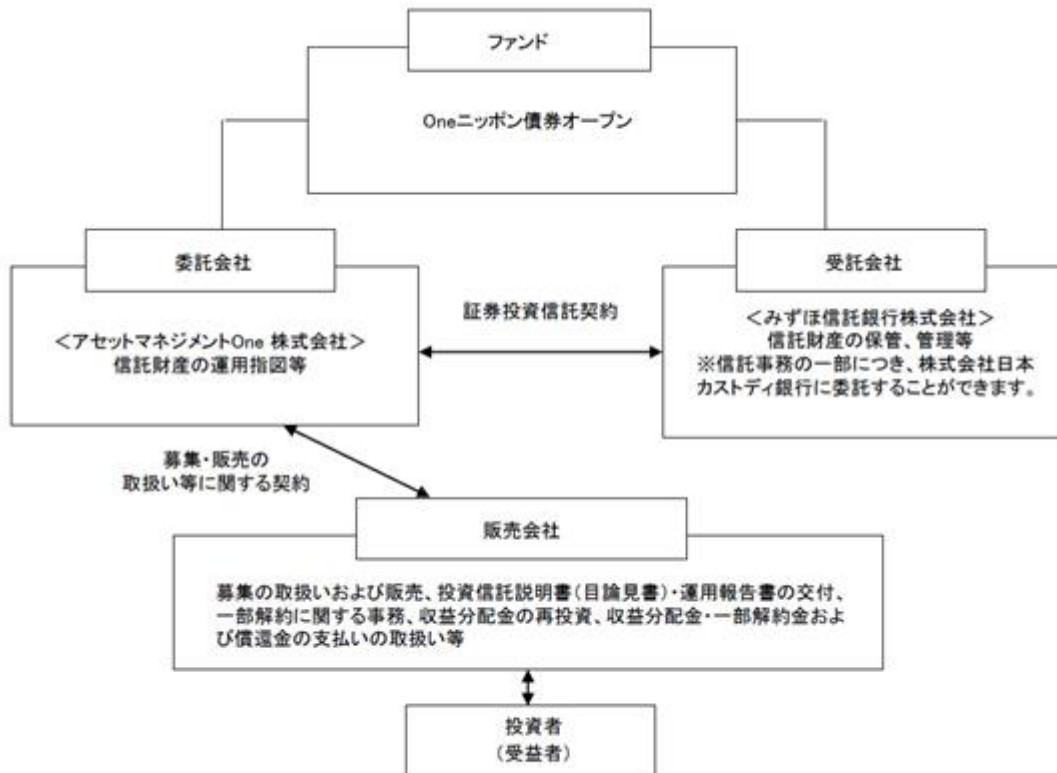 ファンド
Oneニッポン債券オープン
委託会社
<アセットマネジメントOne 株式会社>
信託財産の運用指図等
証券投資信託契約
受託会社
<みずほ信託銀行株式会社>
信託財産の保管、管理等
※信託事務の一部につき、株式会社日本
カストディ銀行に委託することができます。
募集・販売の
取扱い等に関する契約
販売会社
募集の取扱いおよび販売、投資信託説明書(目論見書)・運用報告書の交付、
一部解約に関する事務、収益分配金の再投資、収益分配金・一部解約金およ
び償還金の支払いの取扱い等
投資者
(受益者)